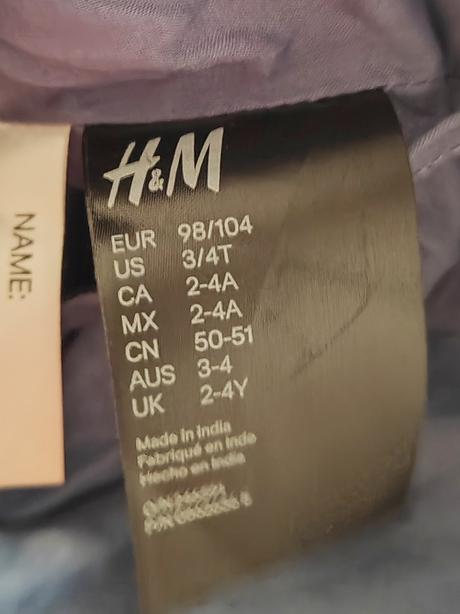 NAME:
H&M
EUR 98/104
US 3/4T
CA 2-4A
MX 2-4A
CN 50-51
AUS 3-4
UK 2-4Y
Made in India
Fabriqué en Inde
Hecho en India